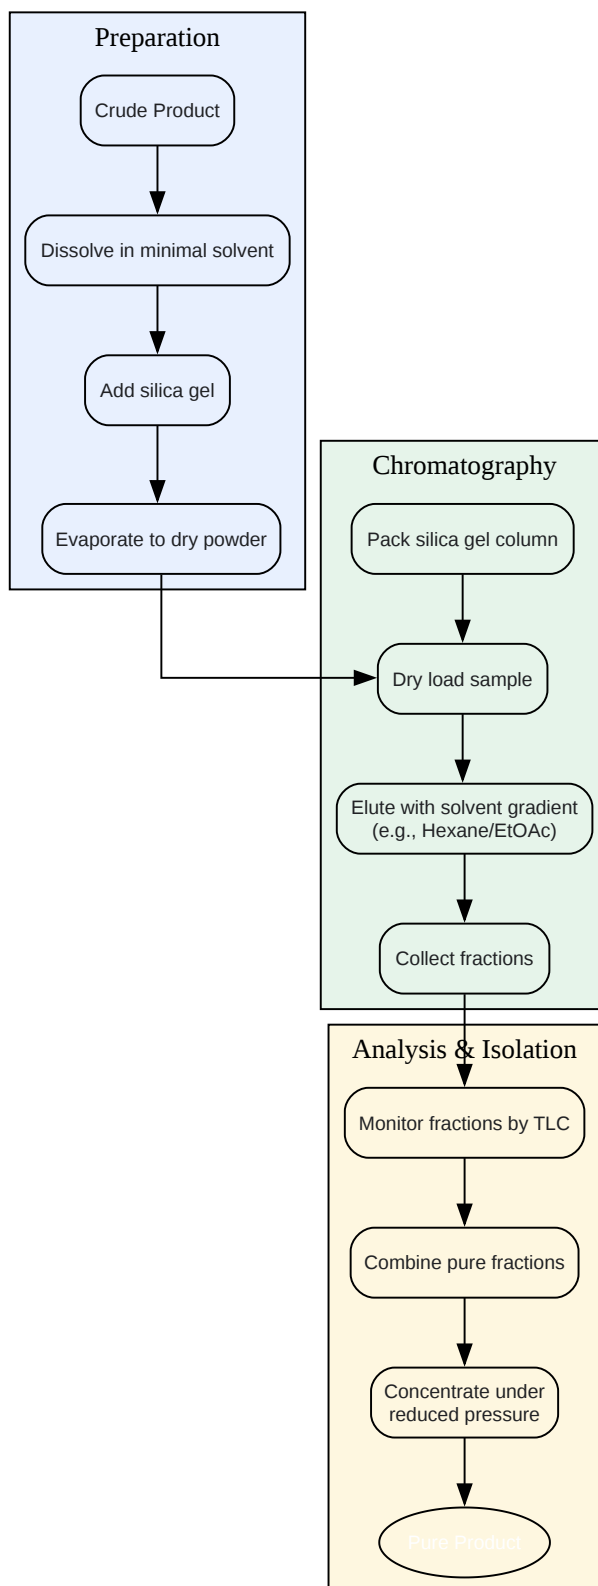 Preparation
Crude Product
Dissolve in minimal solvent
Add silica gel
Evaporate to dry powder
Chromatography
Pack silica gel column
Dry load sample
Elute with solvent gradient
(e.g., Hexane/EtOAc)
Collect fractions
Analysis & Isolation
Monitor fractions by TLC
Combine pure fractions
Concentrate under
reduced pressure
Pure Product